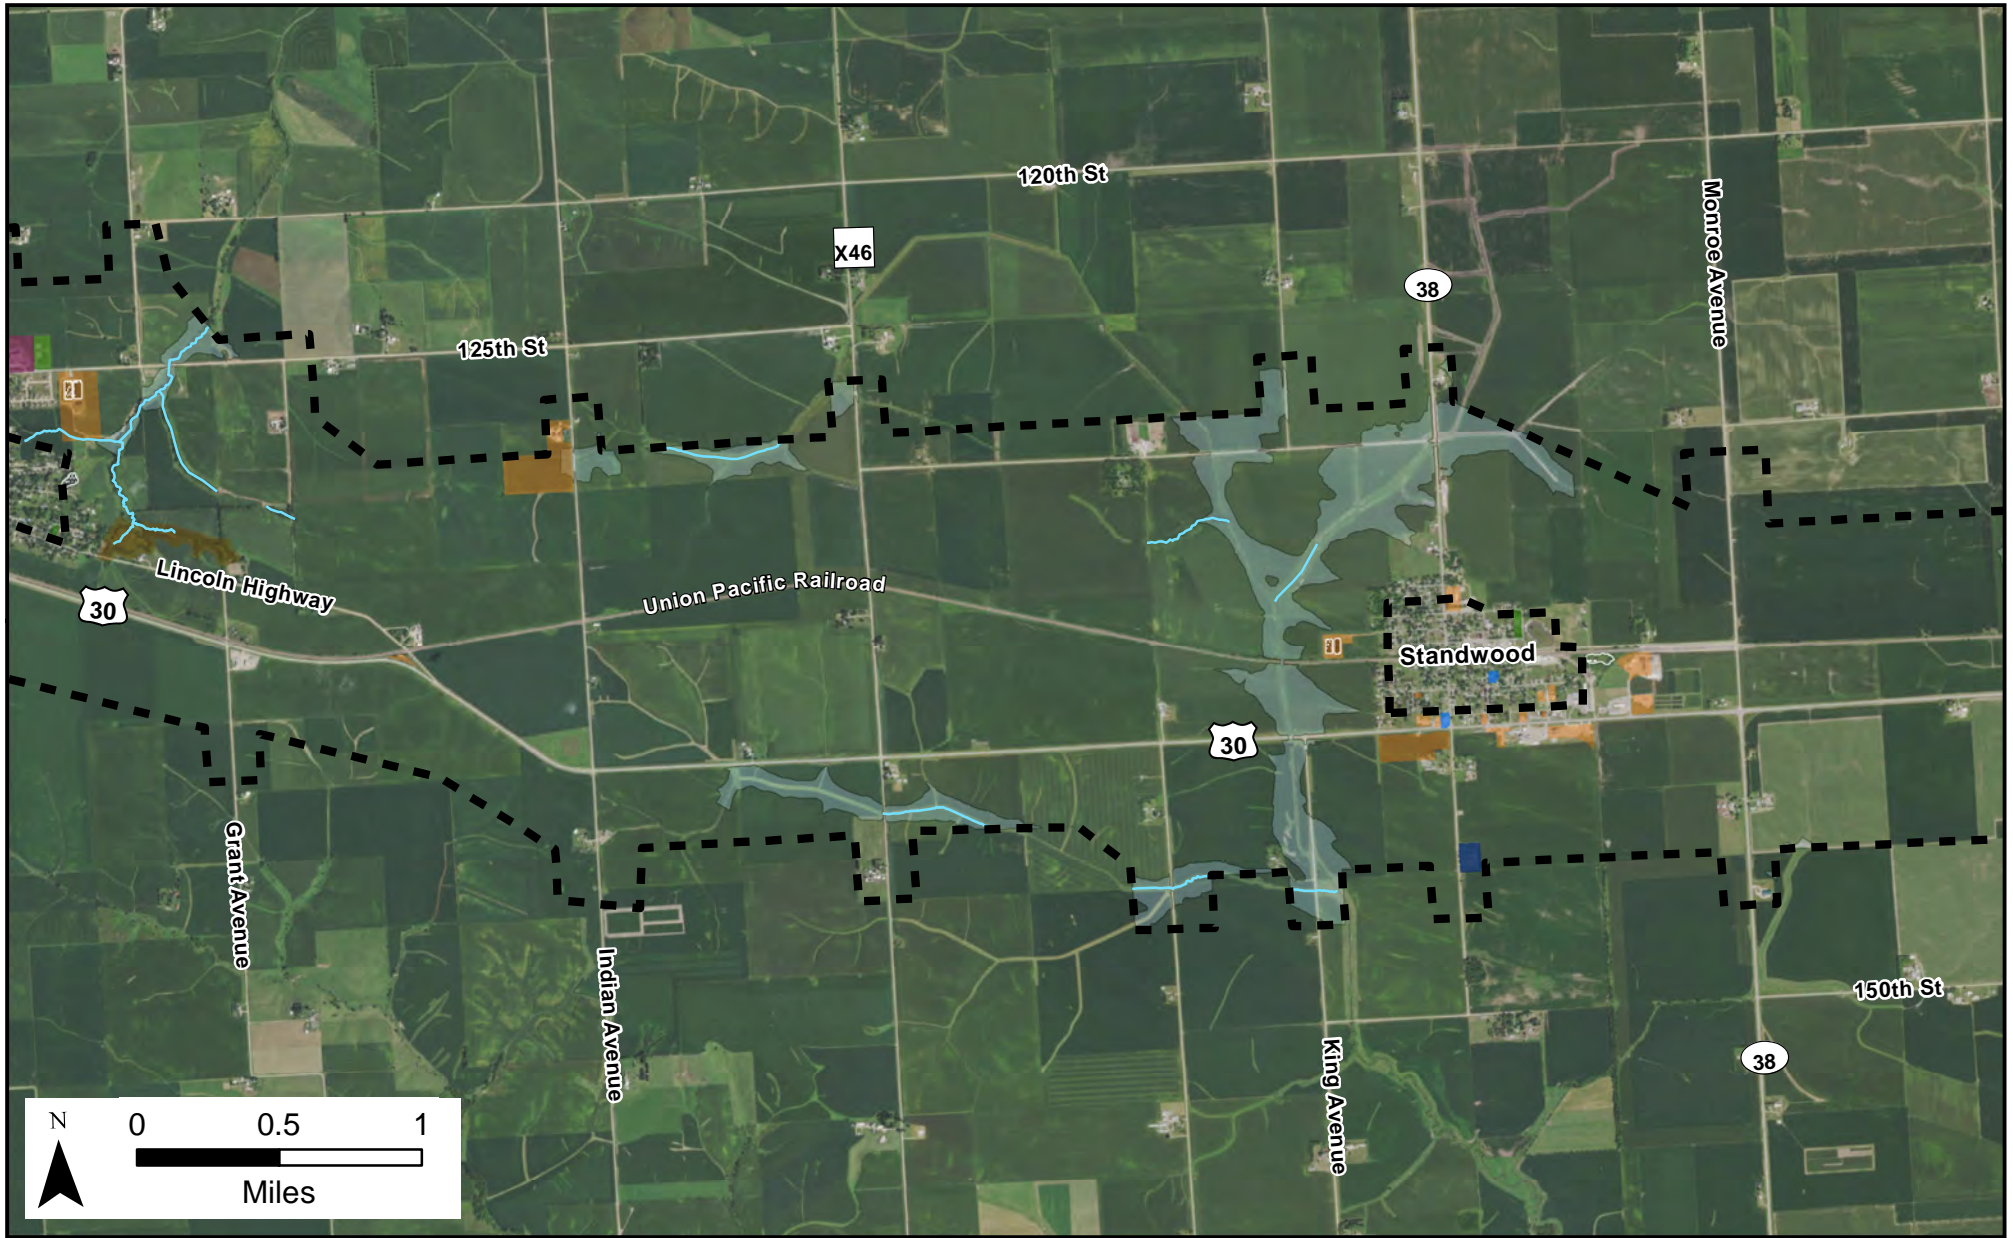 120th St
Monroe Avenue
X46
38
125th St
Lincoln Highway
30
Union Pacific Railroad
Standwood
30
Grant Avenue
Indian Avenue
150th St
King Avenue
38
N
0 0.5 1
Miles